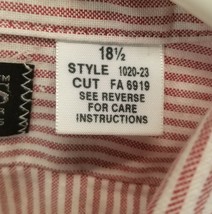 18½
STYLE 1020-23
CUT FA 6919
SEE REVERSE
FOR CARE
INSTRUCTIONS